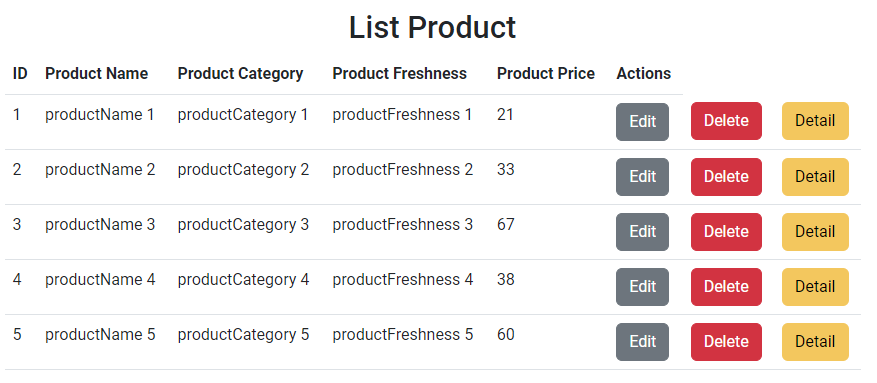 List Product
ID Product Name Product Category Product Freshness Product Price Actions
1 productName 1 productCategory 1 productFreshness 1 21 Edit Delete Detail
2 productName 2 productCategory 2 productFreshness 2 33 Edit Delete Detail
3 productName 3 productCategory 3 productFreshness 3 67 Edit Delete Detail
4 productName 4 productCategory 4 productFreshness 4 38 Edit Delete Detail
5 productName 5 productCategory 5 productFreshness 5 60 Edit Delete Detail